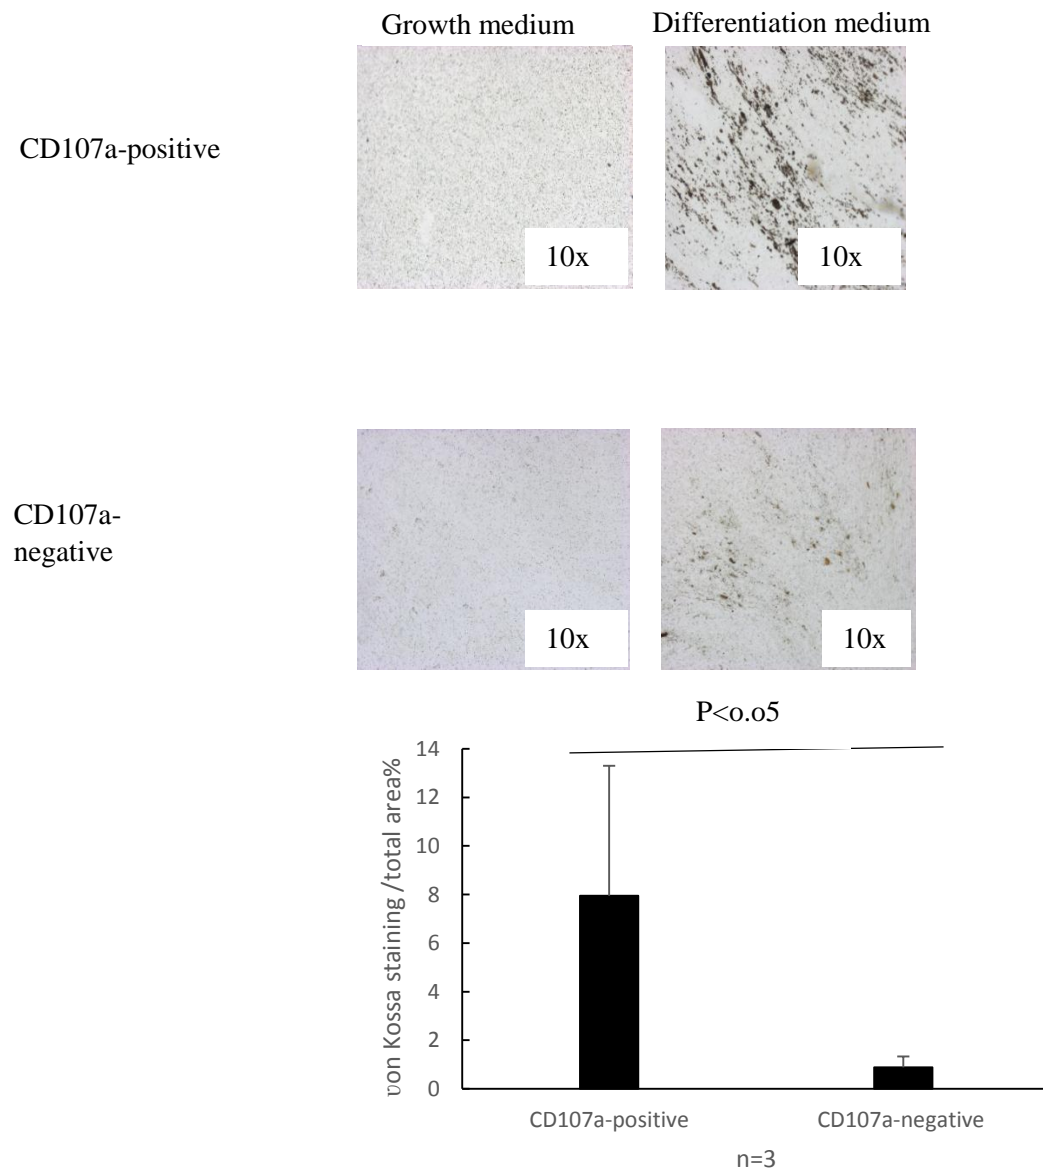 Growth medium
Differentiation medium
CD107a-positive
10x
10x
CD107a-
negative
10x
10x
P<o.o5
von Kossa staining /total area%
14
12
10
8
6
4
2
0
CD107a-positive
CD107a-negative
n=3